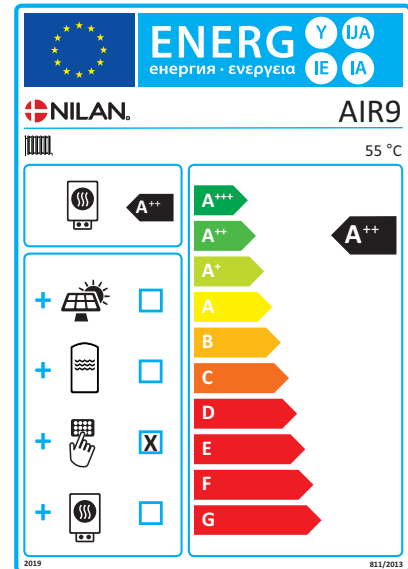 ENERG Y IJA
енергия · ενεργεια IE IA
NILAN® AIR9
55 °C
A++
A+++
A++ A++
A+
A
B
C
D
X
E
F
G
2019 811/2013